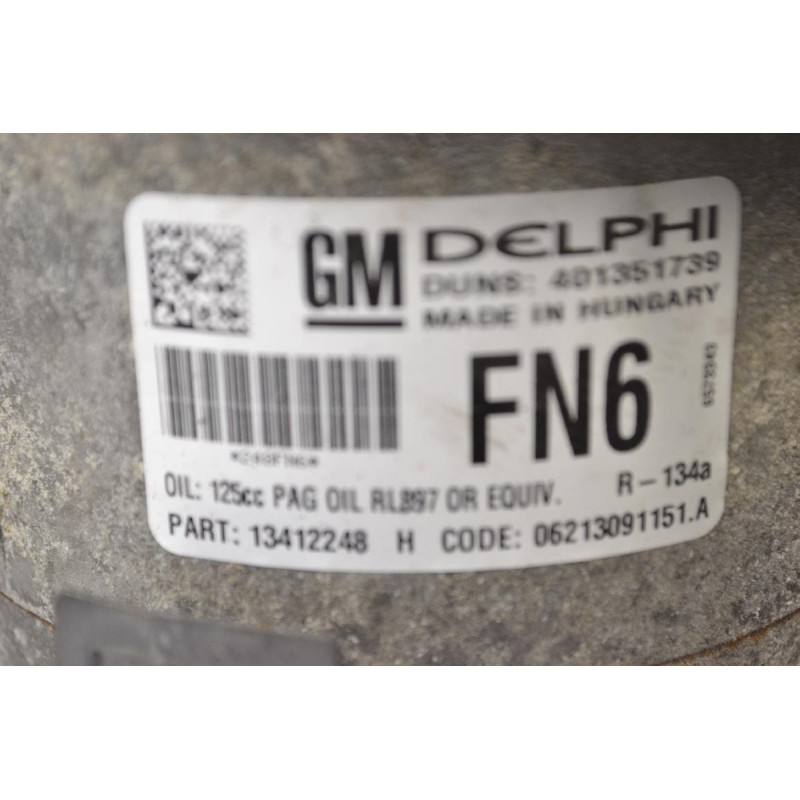 GM DELPHI
DUNS: 401351739
MADE IN HUNGARY
FN6
OIL: 125cc PAG OIL RL897 OR EQUIV. R-134a
PART: 13412248 H CODE: 06213091151.A